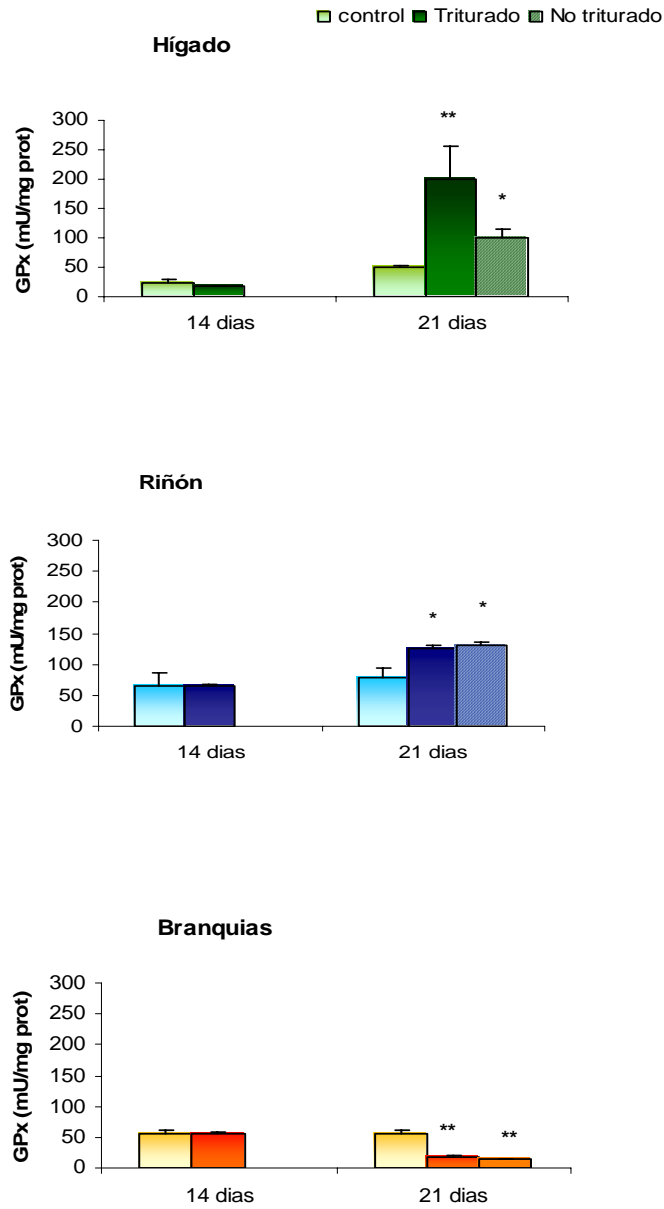 control Triturado No triturado
Hígado
GPx (mU/mg prot)
300
250
200
150
100
50
0
**
*
14 dias 21 dias
Riñón
GPx (mU/mg prot)
300
250
200
150
100
50
0
* *
14 dias 21 dias
Branquias
GPx (mU/mg prot)
300
250
200
150
100
50
0
** **
14 dias 21 dias